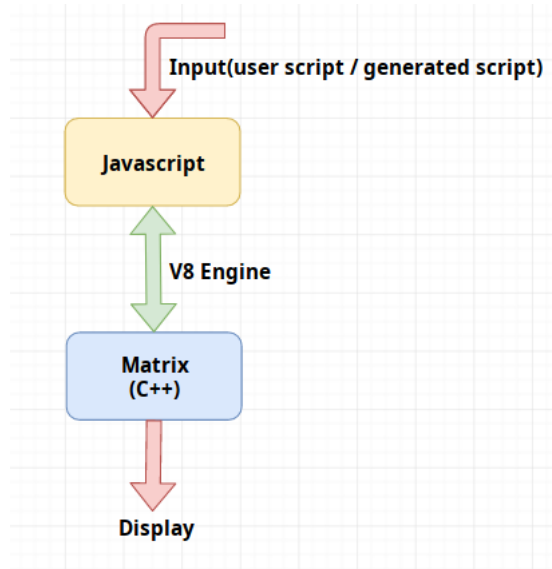 Input(user script / generated script)
Javascript
V8 Engine
Matrix
(C++)
Display